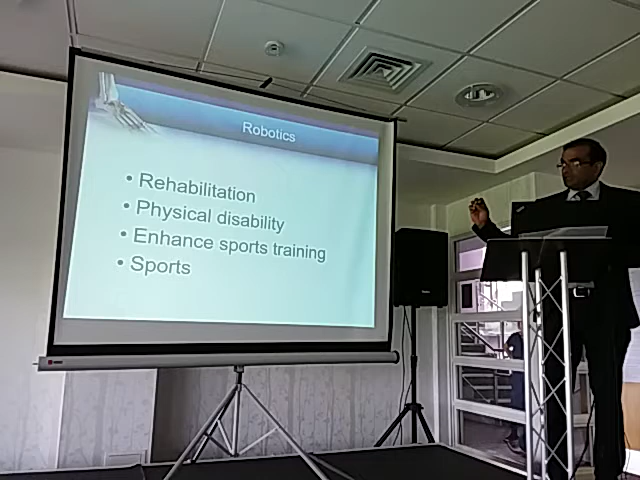 Robotics
• Rehabilitation
• Physical disability
• Enhance sports training
• Sports